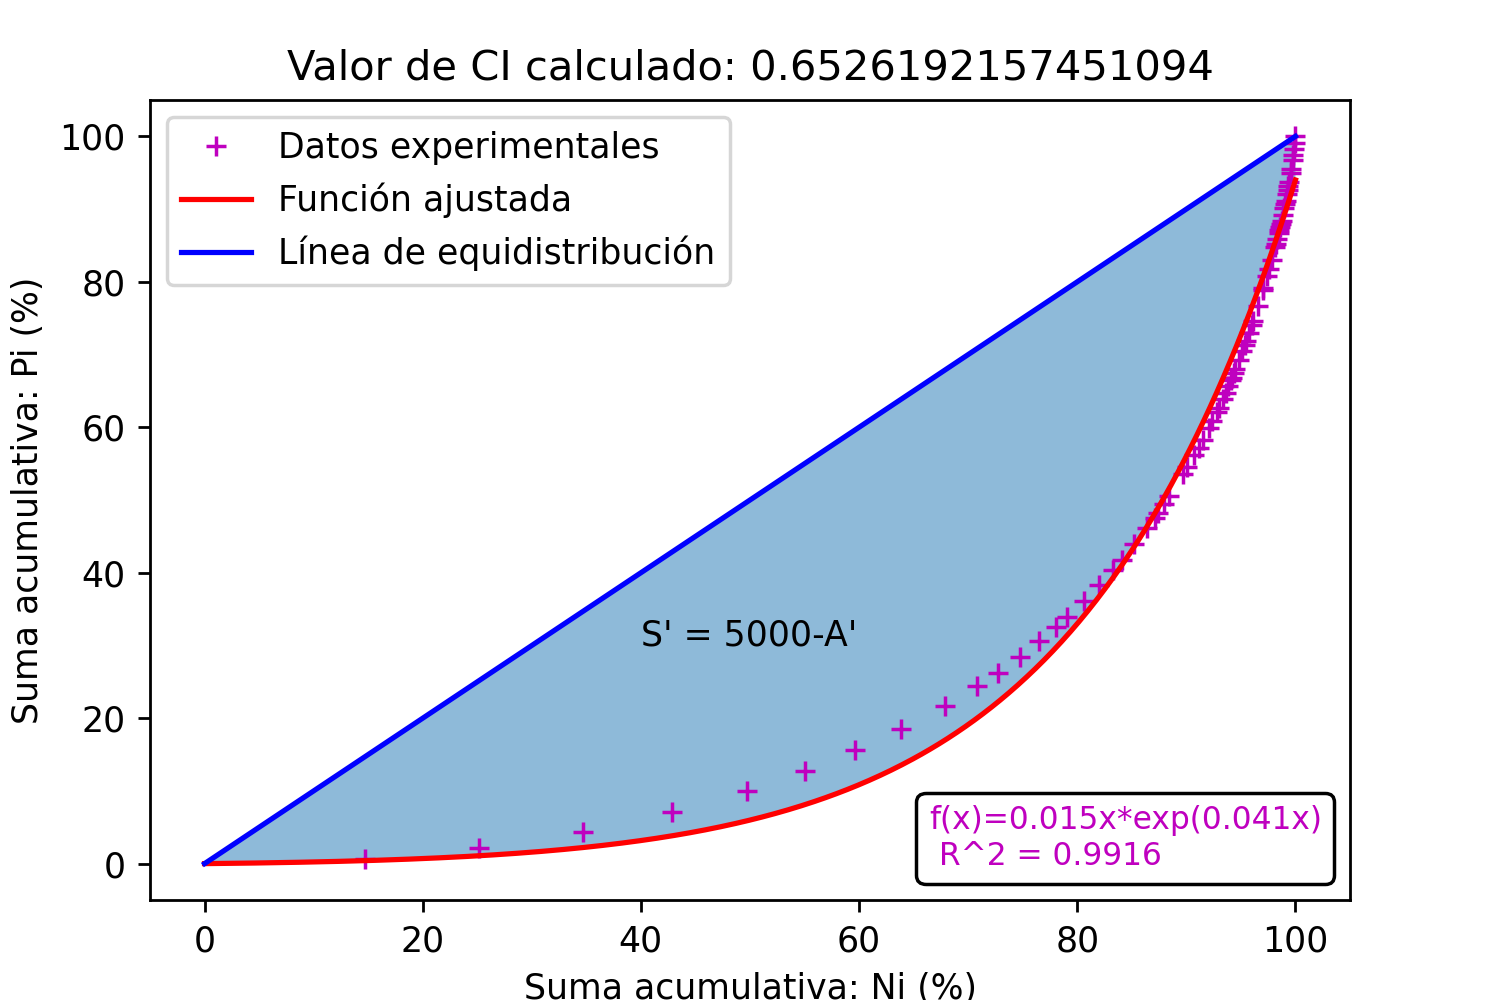 Valor de CI calculado: 0.6526192157451094
Datos experimentales
Función ajustada
Línea de equidistribución
Suma acumulativa: Pi (%)
100
80
60
40
20
0
S' = 5000-A'
f(x)=0.015x*exp(0.041x)
R^2 = 0.9916
0 20 40 60 80 100
Suma acumulativa: Ni (%)